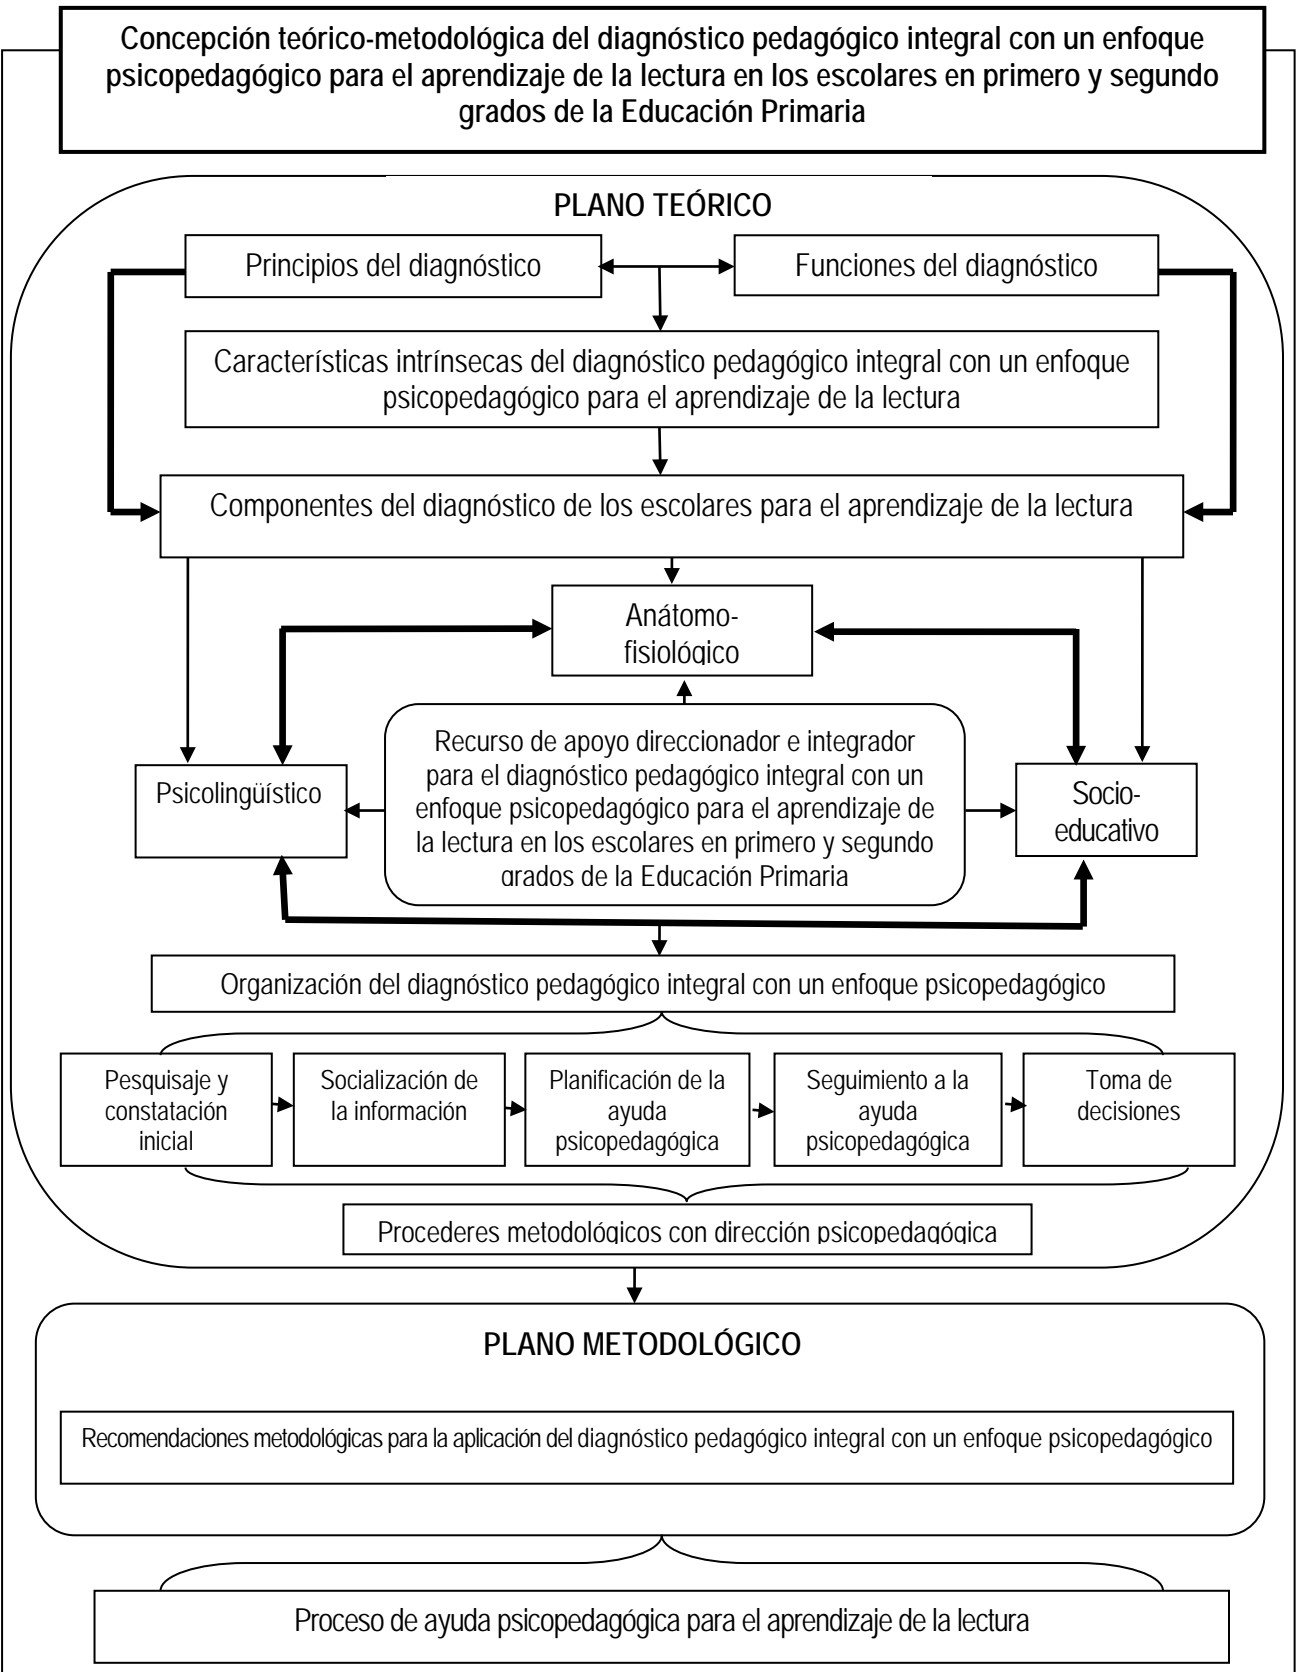 Concepción teórico-metodológica del diagnóstico pedagógico integral con un enfoque
psicopedagógico para el aprendizaje de la lectura en los escolares en primero y segundo
grados de la Educación Primaria
PLANO TEÓRICO
Principios del diagnóstico
Funciones del diagnóstico
Características intrínsecas del diagnóstico pedagógico integral con un enfoque
psicopedagógico para el aprendizaje de la lectura
Componentes del diagnóstico de los escolares para el aprendizaje de la lectura
Anátomo-
fisiológico
Recurso de apoyo direccionador e integrador
para el diagnóstico pedagógico integral con un
enfoque psicopedagógico para el aprendizaje de
la lectura en los escolares en primero y segundo
grados de la Educación Primaria
Psicolingüístico
Socio-
educativo
Organización del diagnóstico pedagógico integral con un enfoque psicopedagógico
Pesquisaje y
constatación
inicial
Socialización de
la información
Planificación de la
ayuda
psicopedagógica
Seguimiento a la
ayuda
psicopedagógica
Toma de
decisiones
Procederes metodológicos con dirección psicopedagógica
PLANO METODOLÓGICO
Recomendaciones metodológicas para la aplicación del diagnóstico pedagógico integral con un enfoque psicopedagógico
Proceso de ayuda psicopedagógica para el aprendizaje de la lectura